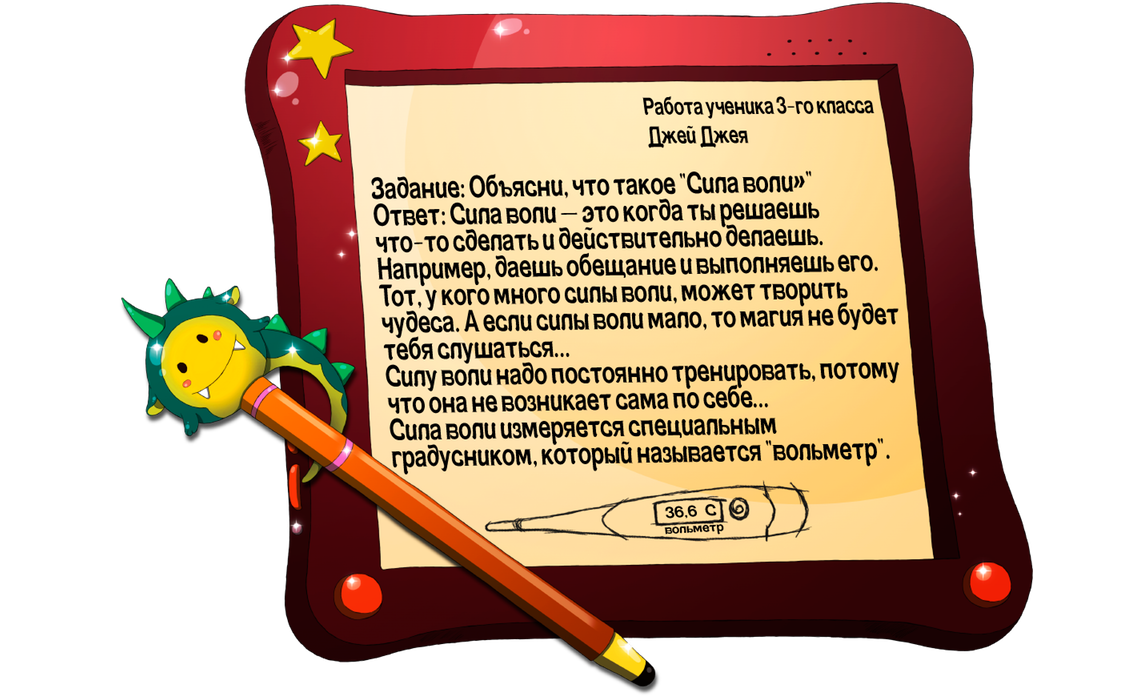 Работа ученика 3-го класса
Джей Джея
Задание: Объясни, что такое "Сила воли»"
Ответ: Сила воли – это когда ты решаешь
что-то сделать и действительно делаешь.
Например, даешь обещание и выполняешь его.
Тот, у кого много силы воли, может творить
чудеса. А если силы воли мало, то магия не будет
тебя слушаться...
Силу воли надо постоянно тренировать, потому
что она не возникает сама по себе...
Сила воли измеряется специальным
градусником, который называется "вольметр".
36.6 C
вольметр